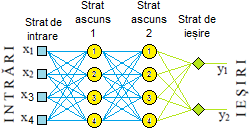 Strat
ascuns
1
Strat
ascuns
2
Strat de
intrare
Strat de
ieșire
INTRĂRI
x1
x2
x3
x4
1
2
3
4
1
2
3
4
y1
y2
IEȘIRI